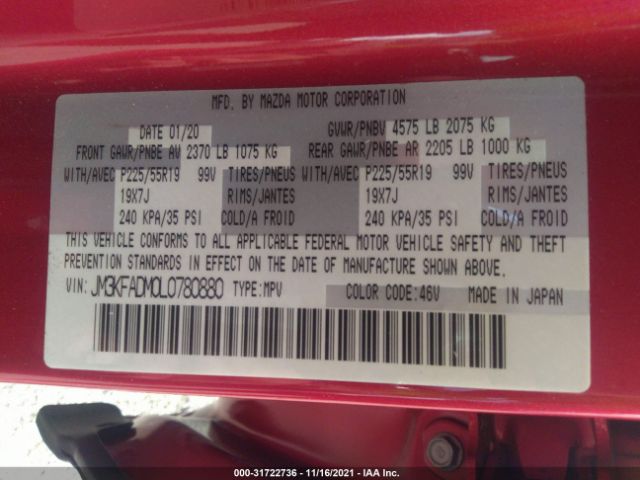 MFD. BY MAZDA MOTOR CORPORATION
DATE 01/20 GVWR/PNBV 4575 LB 2075 KG
FRONT GAWR/PNBE AV 2370 LB 1075 KG REAR GAWR/PNBE AR 2205 LB 1000 KG
WITH/AVEC P225/55R19 99V TIRES/PNEUS WITH/AVEC P225/55R19 99V TIRES/PNEUS
19X7J RIMS/JANTES 19X7J RIMS/JANTES
240 KPA/35 PSI COLD/A FROID 240 KPA/35 PSI COLD/A FROID
THIS VEHICLE CONFORMS TO ALL APPLICABLE FEDERAL MOTOR VEHICLE SAFETY AND THEFT
PREVENTION STANDARDS IN EFFECT ON THE DATE OF MANUFACTURE SHOWN ABOVE.
VIN: JM3KFADM0L0780880 TYPE:MPV COLOR CODE:46V MADE IN JAPAN
000-31722736 - 11/16/2021 - IAA Inc.